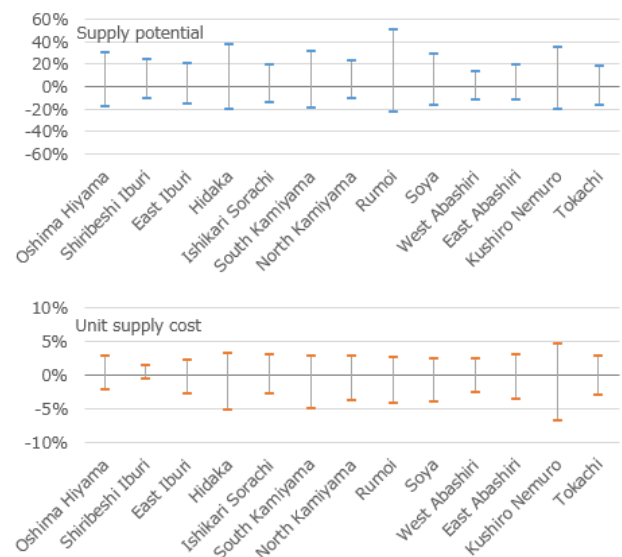 60%
Supply potential
40%
20%
0%
-20%
-40%
-60%
Oshima Hiyama
Shiribeshi Iburi
East Iburi
Hidaka
Ishikari Sorachi
South Kamiyama
North Kamiyama
Rumoi
Soya
West Abashiri
East Abashiri
Kushiro Nemuro
Tokachi
10%
Unit supply cost
5%
0%
-5%
-10%
Oshima Hiyama
Shiribeshi Iburi
East Iburi
Hidaka
Ishikari Sorachi
South Kamiyama
North Kamiyama
Rumoi
Soya
West Abashiri
East Abashiri
Kushiro Nemuro
Tokachi